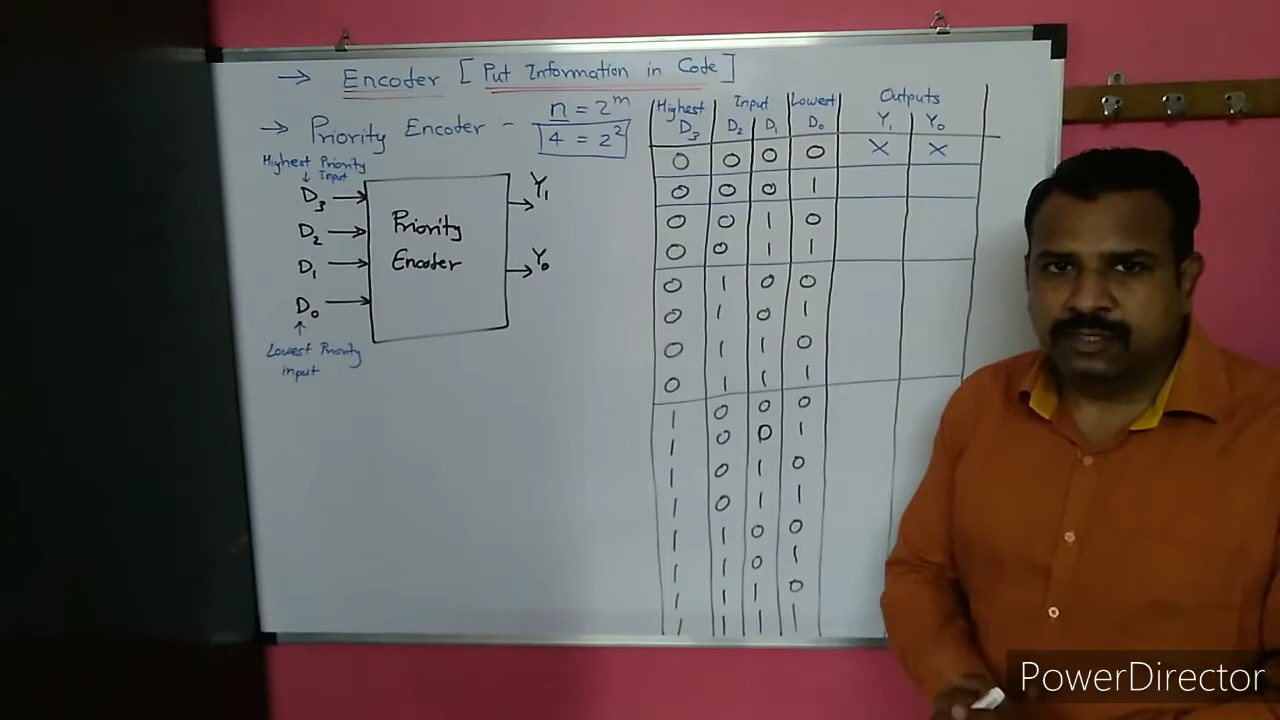 → Encoder [ Put Information in Code ]
→ Priority Encoder -
n = 2^m
4 = 2^2
Highest Priority
↓ Input
D3 →
D2 →
D1 →
D0 →
↑
Lowest Priority
input
Priority
Encoder
→ Y1
→ Y0
Highest Input Lowest Outputs
D3 D2 D1 D0 Y1 Y0
0 0 0 0 X X
0 0 0 1
0 0 1 0
0 0 1 1
0 1 0 0
0 1 0 1
0 1 1 0
0 1 1 1
1 0 0 0
1 0 0 1
1 0 1 0
1 0 1 1
1 1 0 0
1 1 0 1
1 1 1 0
1 1 1 1
PowerDirector